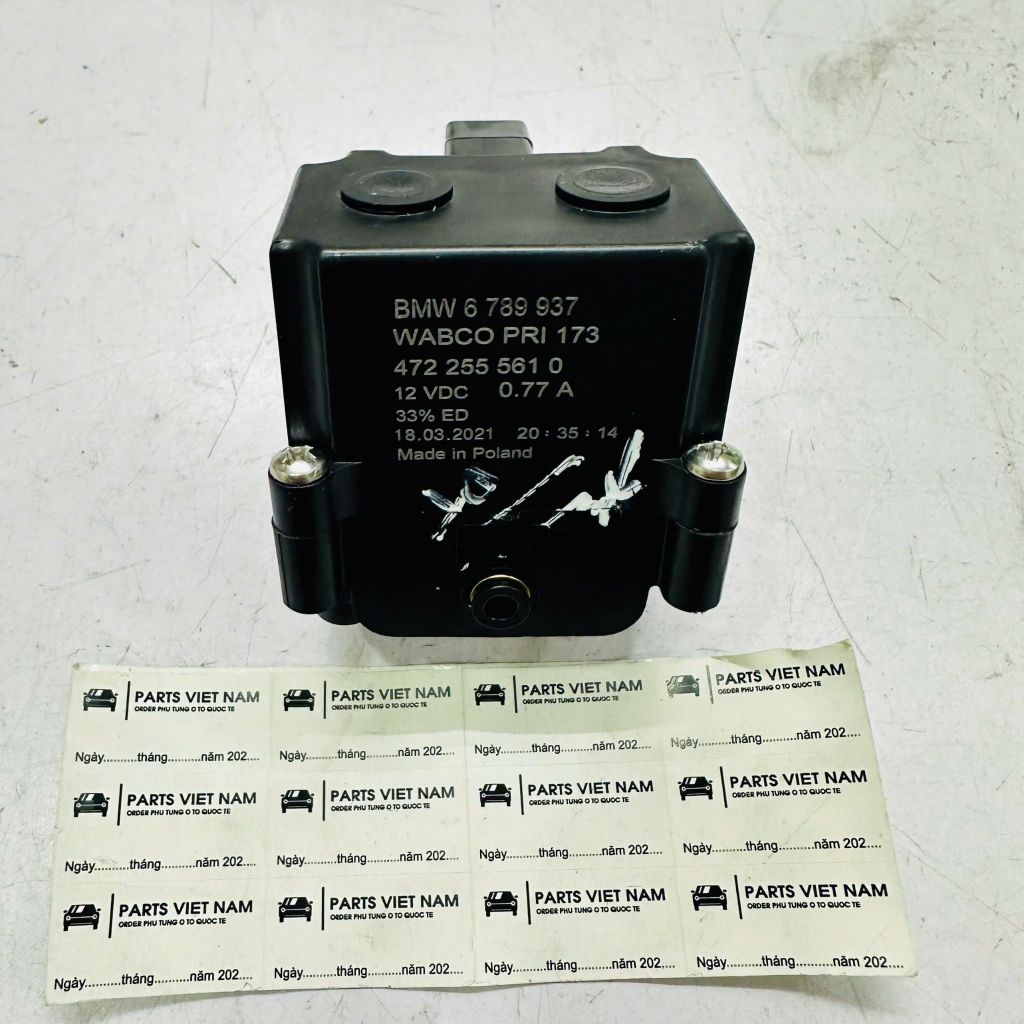 BMW 6 789 937
WABCO PRI 173
472 255 561 0
12 VDC 0.77 A
33% ED
18.03.2021 20:35:14
Made in Poland
PARTS VIET NAM
ORDER PHU TUNG O TO QUOC TE
Ngày..........tháng..........năm 202....
PARTS VIET NAM
ORDER PHU TUNG O TO QUOC TE
Ngày..........tháng..........năm 202....
PARTS VIET NAM
ORDER PHU TUNG O TO QUOC TE
Ngày..........tháng..........năm 202....
PARTS VIET NAM
ORDER PHU TUNG O TO QUOC TE
Ngày..........tháng..........năm 202....
PARTS VIET NAM
ORDER PHU TUNG O TO QUOC TE
Ngày..........tháng..........năm 202....
PARTS VIET NAM
ORDER PHU TUNG O TO QUOC TE
Ngày..........tháng..........năm 202....
PARTS VIET NAM
ORDER PHU TUNG O TO QUOC TE
Ngày..........tháng..........năm 202....
PARTS VIET NAM
ORDER PHU TUNG O TO QUOC TE
Ngày..........tháng..........năm 202....
PARTS VIET NAM
ORDER PHU TUNG O TO QUOC TE
Ngày..........tháng..........năm 202....
PARTS VIET NAM
ORDER PHU TUNG O TO QUOC TE
Ngày..........tháng..........năm 202....
PARTS VIET NAM
ORDER PHU TUNG O TO QUOC TE
Ngày..........tháng..........năm 202....
PARTS VIET NAM
ORDER PHU TUNG O TO QUOC TE
Ngày..........tháng..........năm 202....